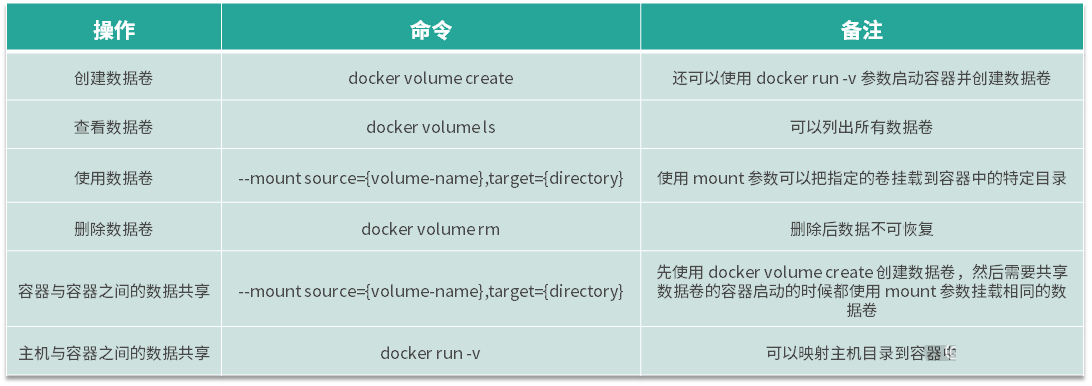 操作 命令 备注
创建数据卷 docker volume create 还可以使用 docker run -v 参数启动容器并创建数据卷
查看数据卷 docker volume ls 可以列出所有数据卷
使用数据卷 --mount source={volume-name},target={directory} 使用 mount 参数可以把指定的卷挂载到容器中的特定目录
删除数据卷 docker volume rm 删除后数据不可恢复
容器与容器之间的数据共享 --mount source={volume-name},target={directory} 先使用 docker volume create 创建数据卷，然后需要共享
数据卷的容器启动的时候都使用 mount 参数挂载相同的数
据卷
主机与容器之间的数据共享 docker run -v 可以映射主机目录到容器